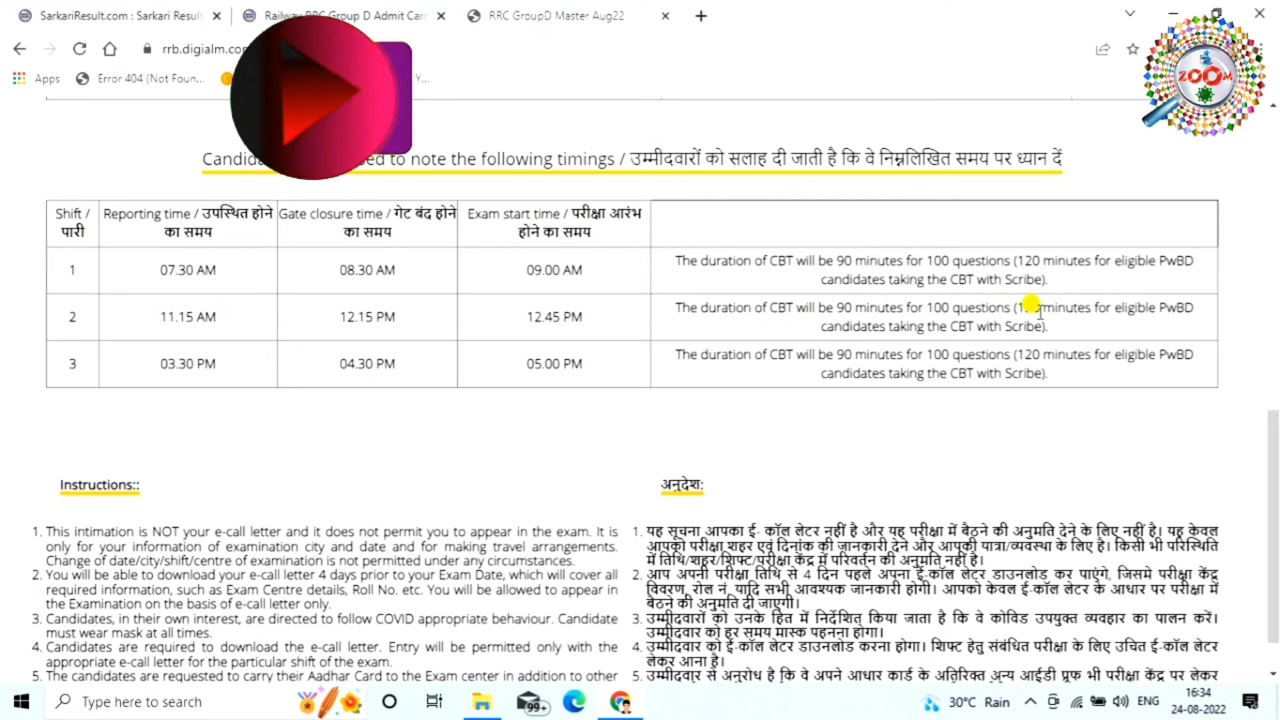 SarkariResult.com : Sarkari Result
Railway RRC Group D Admit Card
RRC GroupD Master Aug22
rrb.digialm.com
Apps
Error 404 (Not Foun...
Y...
ZOOM
to note the following timings / उम्मीदवारों को सलाह दी जाती है कि वे निम्नलिखित समय पर ध्यान दें
Shift / पारी
Reporting time / उपस्थित होने का समय
Gate closure time / गेट बंद होने का समय
Exam start time / परीक्षा आरंभ होने का समय
1 07.30 AM 08.30 AM 09.00 AM
The duration of CBT will be 90 minutes for 100 questions (120 minutes for eligible PwBD
candidates taking the CBT with Scribe).
2 11.15 AM 12.15 PM 12.45 PM
The duration of CBT will be 90 minutes for 100 questions minutes for eligible PwBD
candidates taking the CBT with Scribe).
3 03.30 PM 04.30 PM 05.00 PM
The duration of CBT will be 90 minutes for 100 questions (120 minutes for eligible PwBD
candidates taking the CBT with Scribe).
Instructions::
1. This intimation is NOT your e-call letter and it does not permit you to appear in the exam. It is
only for your information of examination city and date and for making travel arrangements.
Change of date/city/shift/centre of examination is not permitted under any circumstances.
2. You will be able to download your e-call letter 4 days prior to your Exam Date, which will cover all
required information, such as Exam Centre details, Roll No. etc. You will be allowed to appear in
the Examination on the basis of e-call letter only.
3. Candidates, in their own interest, are directed to follow COVID appropriate behaviour. Candidate
must wear mask at all times.
4. Candidates are required to download the e-call letter. Entry will be permitted only with the
appropriate e-call letter for the particular shift of the exam.
5. The candidates are requested to carry their Aadhar Card to the Exam center in addition to other
अनुदेश:
1. यह सूचना आपका ई- कॉल लेटर नहीं है और यह परीक्षा में बैठने की अनुमति देने के लिए नहीं है। यह केवल
आपको परीक्षा शहर एवं दिनांक की जानकारी देने और आपकी यात्रा/व्यवस्था के लिए है। किसी भी परिस्थिति
में तिथि/शहर/शिफ्ट/परीक्षा केंद्र में परिवर्तन की अनुमति नहीं है।
2. आप अपनी परीक्षा तिथि से 4 दिन पहले अपना ई-कॉल लेटर डाउनलोड कर पाएंगे, जिसमे परीक्षा केंद्र
विवरण, रोल नं. यादि सभी आवश्यक जानकारी होगी। आपको केवल ई-कॉल लेटर के आधार पर परीक्षा में
बैठने की अनुमति दी जाएगी।
3. उम्मीदवारों को उनके हित में निर्देशित किया जाता है कि वे कोविड उपयुक्त व्यवहार का पालन करें।
उम्मीदवारों को हर समय मास्क पहनना होगा।
4. उम्मीदवार को ई-कॉल लेटर डाउनलोड करना होगा। शिफ्ट हेतु संबंधित परीक्षा के लिए उचित ई-कॉल लेटर
लेकर आना है।
5. उम्मीदवार से अनुरोध है कि वे अपने आधार कार्ड के अतिरिक्त अन्य आईडी प्रूफ भी परीक्षा केंद्र पर लेकर
Type here to search
99+
30°C Rain
ENG
16:34
24-08-2022